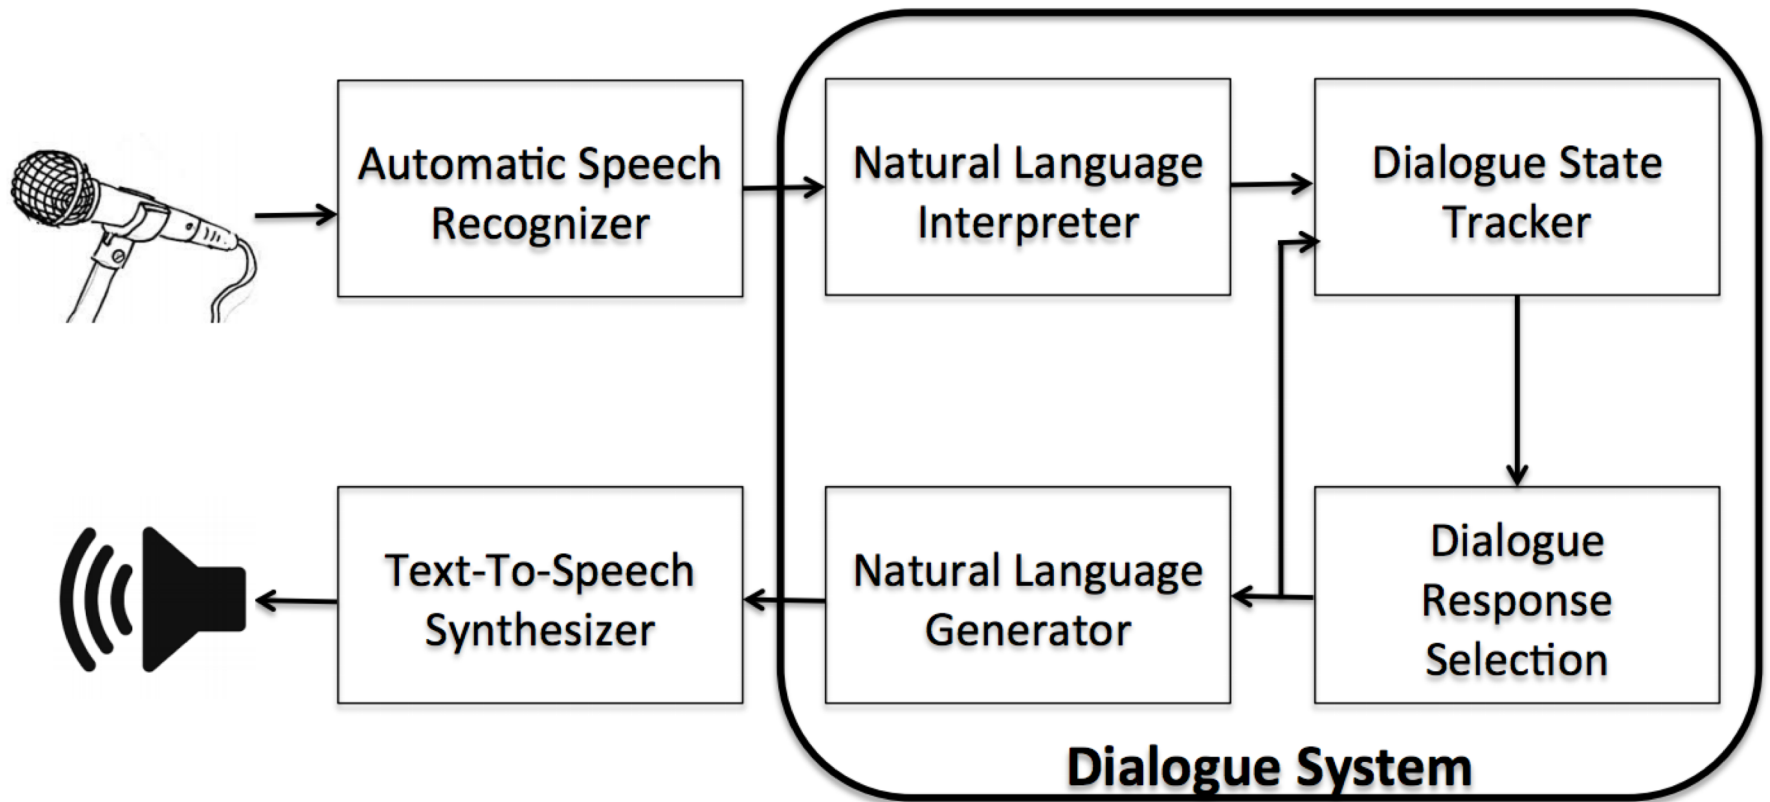 Automatic Speech
Recognizer
Natural Language
Interpreter
Dialogue State
Tracker
Text-To-Speech
Synthesizer
Natural Language
Generator
Dialogue
Response
Selection
Dialogue System